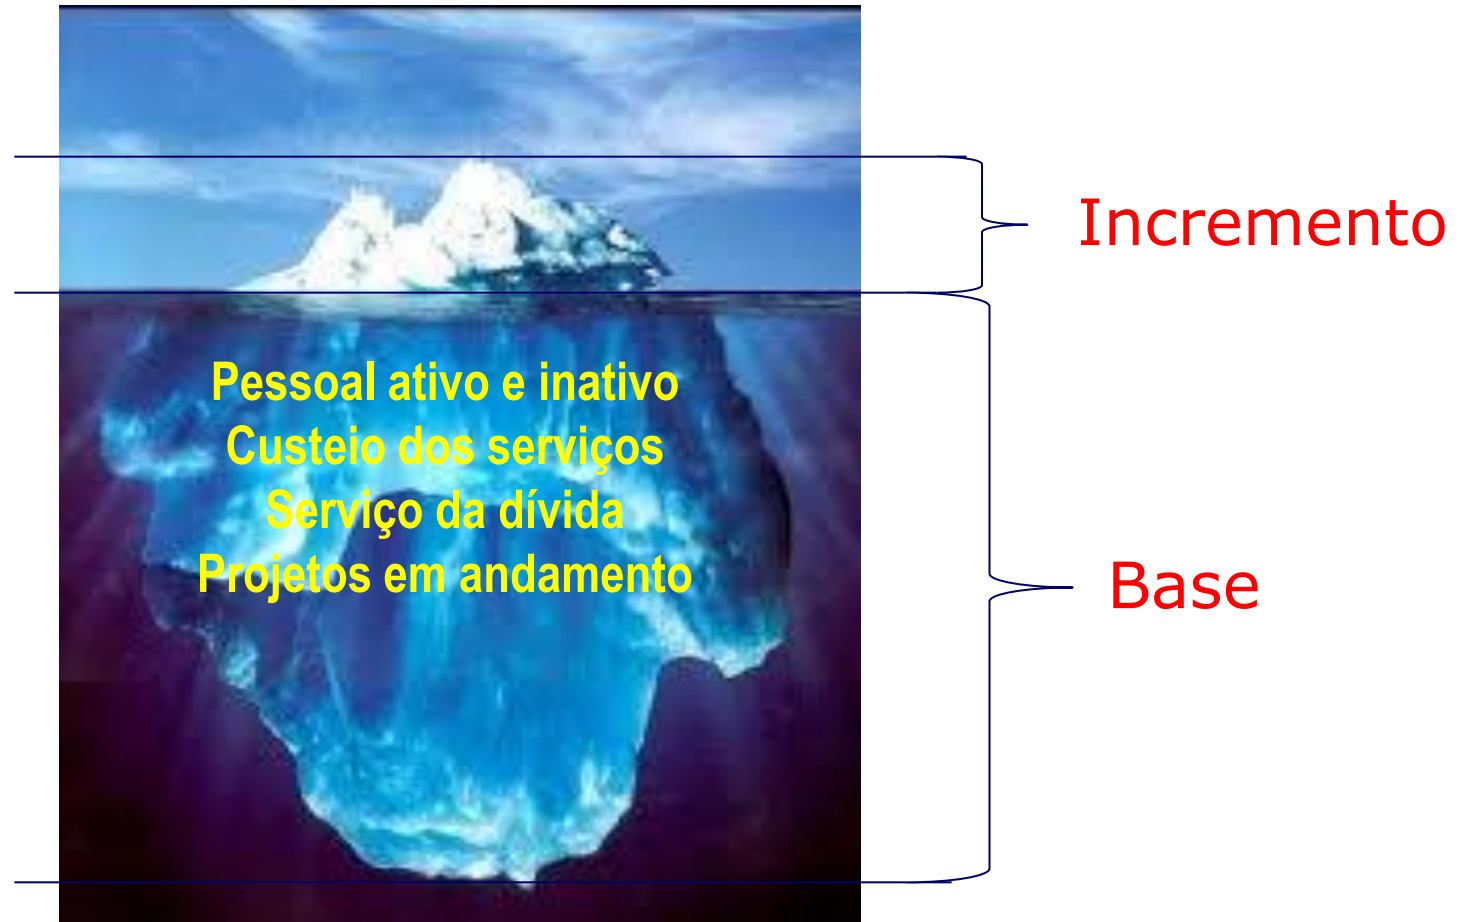 Incremento
Pessoal ativo e inativo
Custeio dos serviços
Serviço da dívida
Projetos em andamento
Base